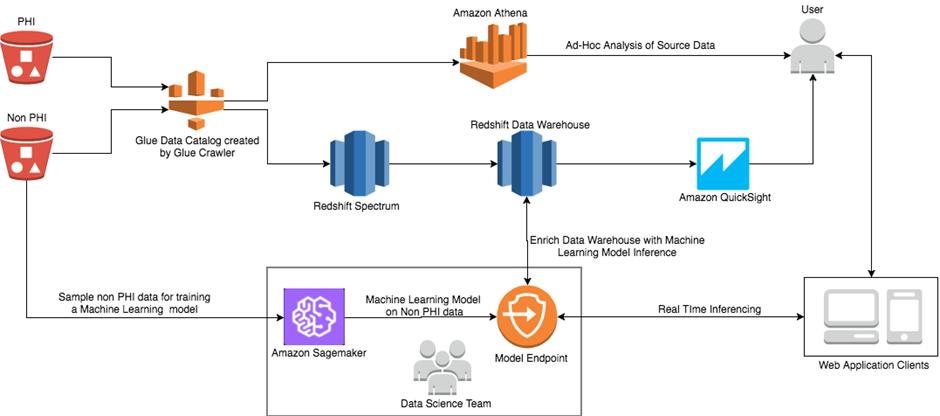 PHI
Amazon Athena
User
Ad-Hoc Analysis of Source Data
Non PHI
Glue Data Catalog created
by Glue Crawler
Redshift Data Warehouse
Redshift Spectrum
Amazon QuickSight
Enrich Data Warehouse with Machine
Learning Model Inference
Sample non PHI data for training
a Machine Learning model
Machine Learning Model
on Non PHI data
Real TIme Inferencing
Amazon Sagemaker
Model Endpoint
Web Application Clients
Data Science Team